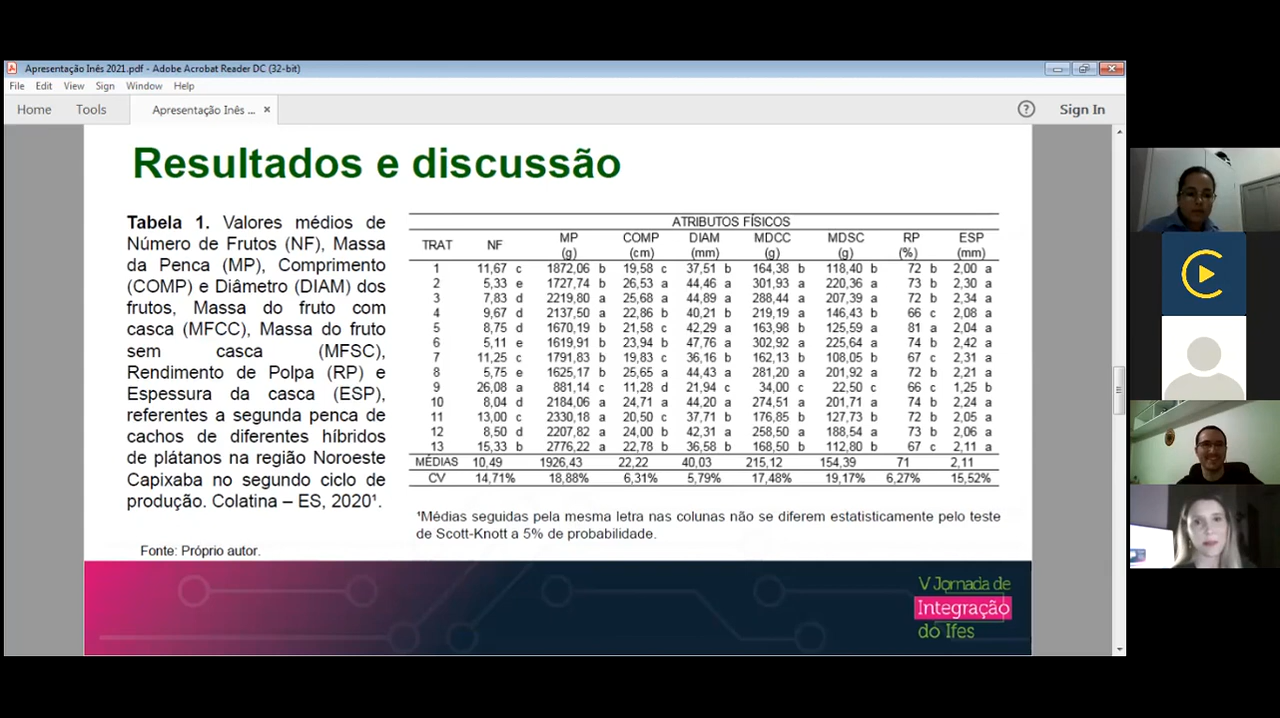 Apresentação Inês 2021.pdf - Adobe Acrobat Reader DC (32-bit)
File Edit View Sign Window Help
Home Tools Apresentação Inês ... × ? Sign In
Resultados e discussão
Tabela 1. Valores médios de
Número de Frutos (NF), Massa
da Penca (MP), Comprimento
(COMP) e Diâmetro (DIAM) dos
frutos, Massa do fruto com
casca (MFCC), Massa do fruto
sem casca (MFSC),
Rendimento de Polpa (RP) e
Espessura da casca (ESP),
referentes a segunda penca de
cachos de diferentes híbridos
de plátanos na região Noroeste
Capixaba no segundo ciclo de
produção. Colatina – ES, 2020¹.
Fonte: Próprio autor.
ATRIBUTOS FÍSICOS
TRAT NF MP (g) COMP (cm) DIAM (mm) MDCC (g) MDSC (g) RP (%) ESP (mm)
1 11,67 c 1872,06 b 19,58 c 37,51 b 164,38 b 118,40 b 72 b 2,00 a
2 5,33 e 1727,74 b 26,53 a 44,46 a 301,93 a 220,36 a 73 b 2,30 a
3 7,83 d 2219,80 a 25,68 a 44,89 a 288,44 a 207,39 a 72 b 2,34 a
4 9,67 d 2137,50 a 22,86 b 40,21 b 219,19 a 146,43 b 66 c 2,08 a
5 8,75 d 1670,19 b 21,58 c 42,29 a 163,98 b 125,59 a 81 a 2,04 a
6 5,11 e 1619,91 b 23,94 b 47,76 a 302,92 a 225,64 a 74 b 2,42 a
7 11,25 c 1791,83 b 19,83 c 36,16 b 162,13 b 108,05 b 67 c 2,31 a
8 5,75 e 1625,17 b 25,65 a 44,43 a 281,20 a 201,92 a 72 b 2,21 a
9 26,08 a 881,14 c 11,28 d 21,94 c 34,00 c 22,50 c 66 c 1,25 b
10 8,04 d 2184,06 a 24,71 a 44,20 a 274,51 a 201,71 a 74 b 2,24 a
11 13,00 c 2330,18 a 20,50 c 37,71 b 176,85 b 127,73 b 72 b 2,05 a
12 8,50 d 2207,82 a 24,00 b 42,31 a 258,50 a 188,54 a 73 b 2,06 a
13 15,33 b 2776,22 a 22,78 b 36,58 b 168,50 b 112,80 b 67 c 2,11 a
MÉDIAS 10,49 1926,43 22,22 40,03 215,12 154,39 71 2,11
CV 14,71% 18,88% 6,31% 5,79% 17,48% 19,17% 6,27% 15,52%
¹Médias seguidas pela mesma letra nas colunas não se diferem estatisticamente pelo teste
de Scott-Knott a 5% de probabilidade.
V Jornada de
Integração
do Ifes